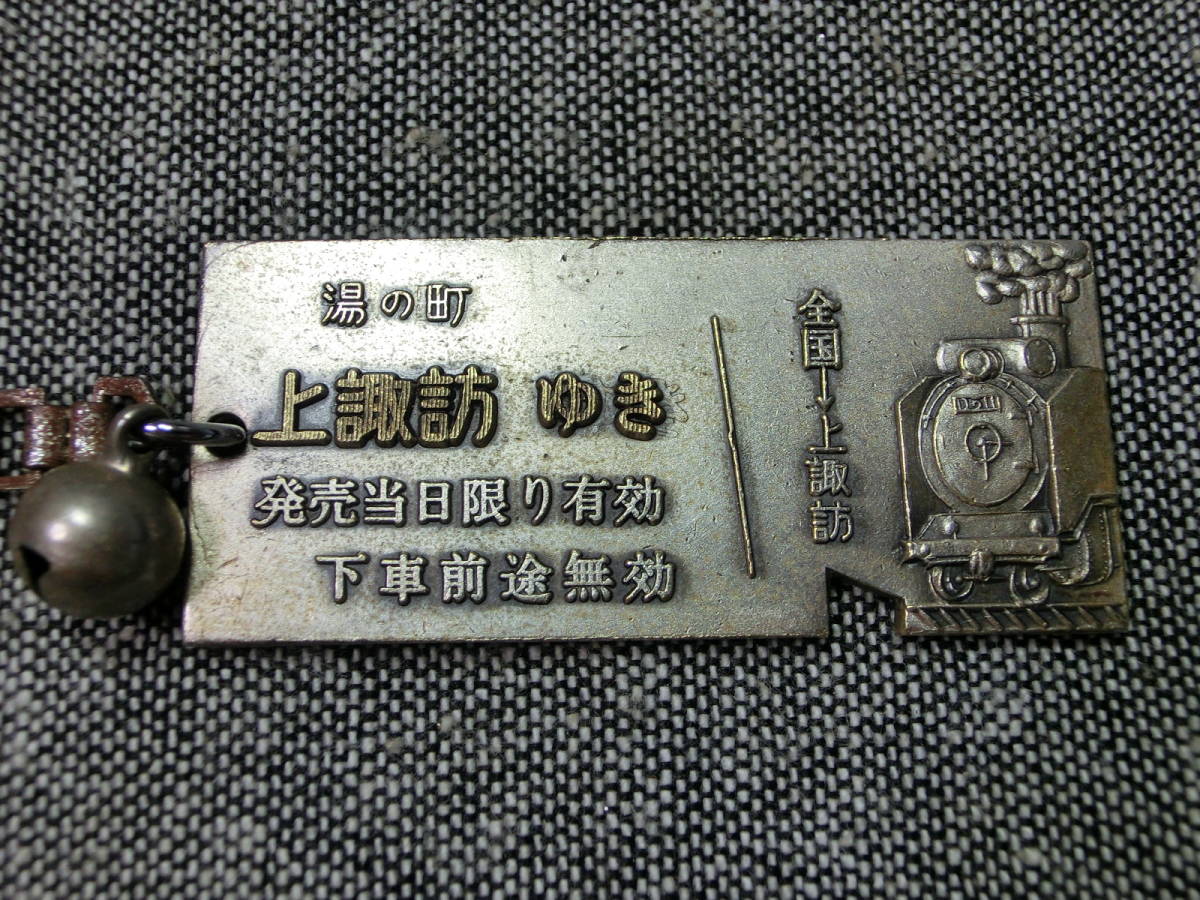 湯の町
上諏訪 ゆき
発売当日限り有効
下車前途無効
全国→上諏訪
D511